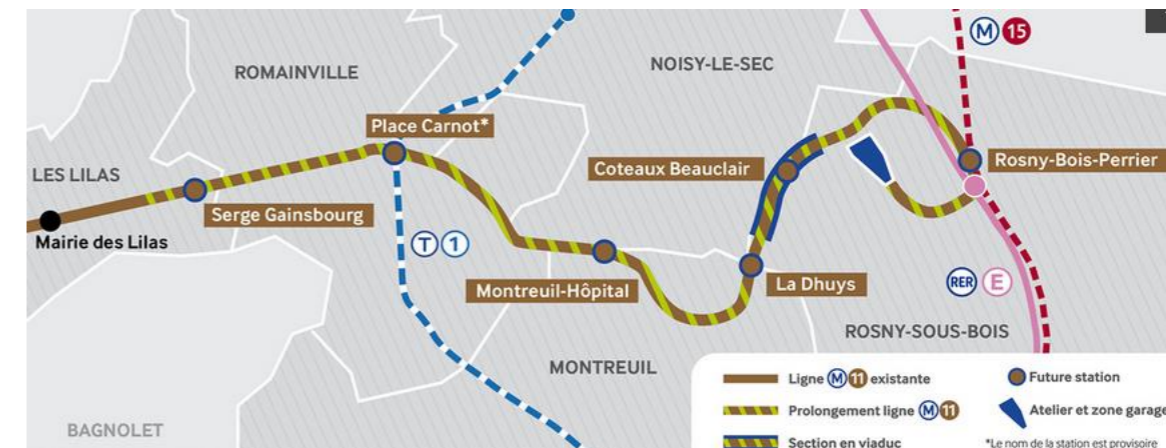 M 15
NOISY-LE-SEC
ROMAINVILLE
Place Carnot*
LES LILAS
Coteaux Beauclair
Rosny-Bois-Perrier
Serge Gainsbourg
Mairie des Lilas
T 1
Montreuil-Hôpital
La Dhuys
RER E
ROSNY-SOUS-BOIS
MONTREUIL
BAGNOLET
Ligne M 11 existante
Future station
Prolongement ligne M 11
Atelier et zone garage
Section en viaduc
*Le nom de la station est provisoire